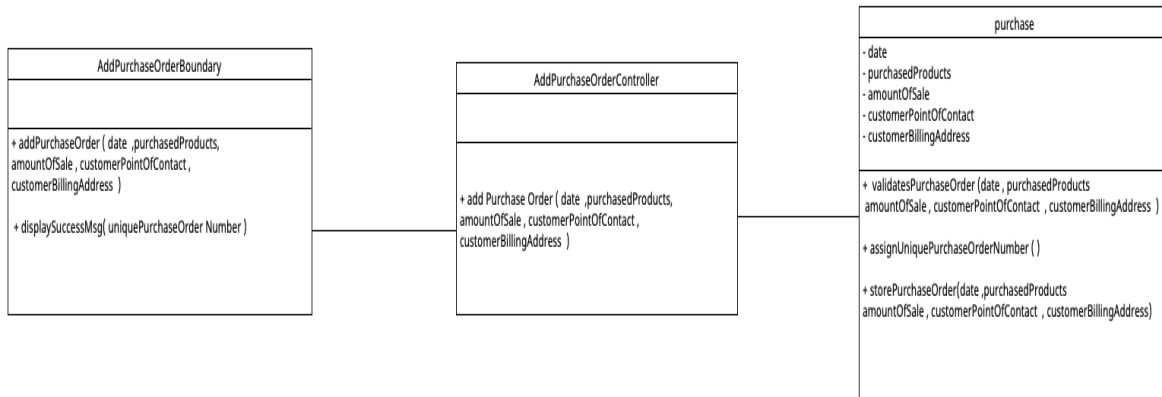 AddPurchaseOrderBoundary
+ addPurchaseOrder ( date ,purchasedProducts,
amountOfSale , customerPointOfContact ,
customerBillingAddress )
+ displaySuccessMsg( uniquePurchaseOrder Number )
AddPurchaseOrderController
+ add Purchase Order ( date ,purchasedProducts,
amountOfSale , customerPointOfContact ,
customerBillingAddress )
purchase
- date
- purchasedProducts
- amountOfSale
- customerPointOfContact
- customerBillingAddress
+ validatesPurchaseOrder (date , purchasedProducts
amountOfSale , customerPointOfContact , customerBillingAddress )
+ assignUniquePurchaseOrderNumber ( )
+ storePurchaseOrder(date ,purchasedProducts
amountOfSale , customerPointOfContact , customerBillingAddress)